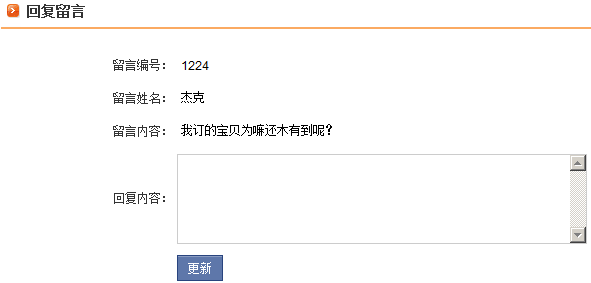 回复留言
留言编号： 1224
留言姓名： 杰克
留言内容： 我订的宝贝为嘛还木有到呢？
回复内容：
更新